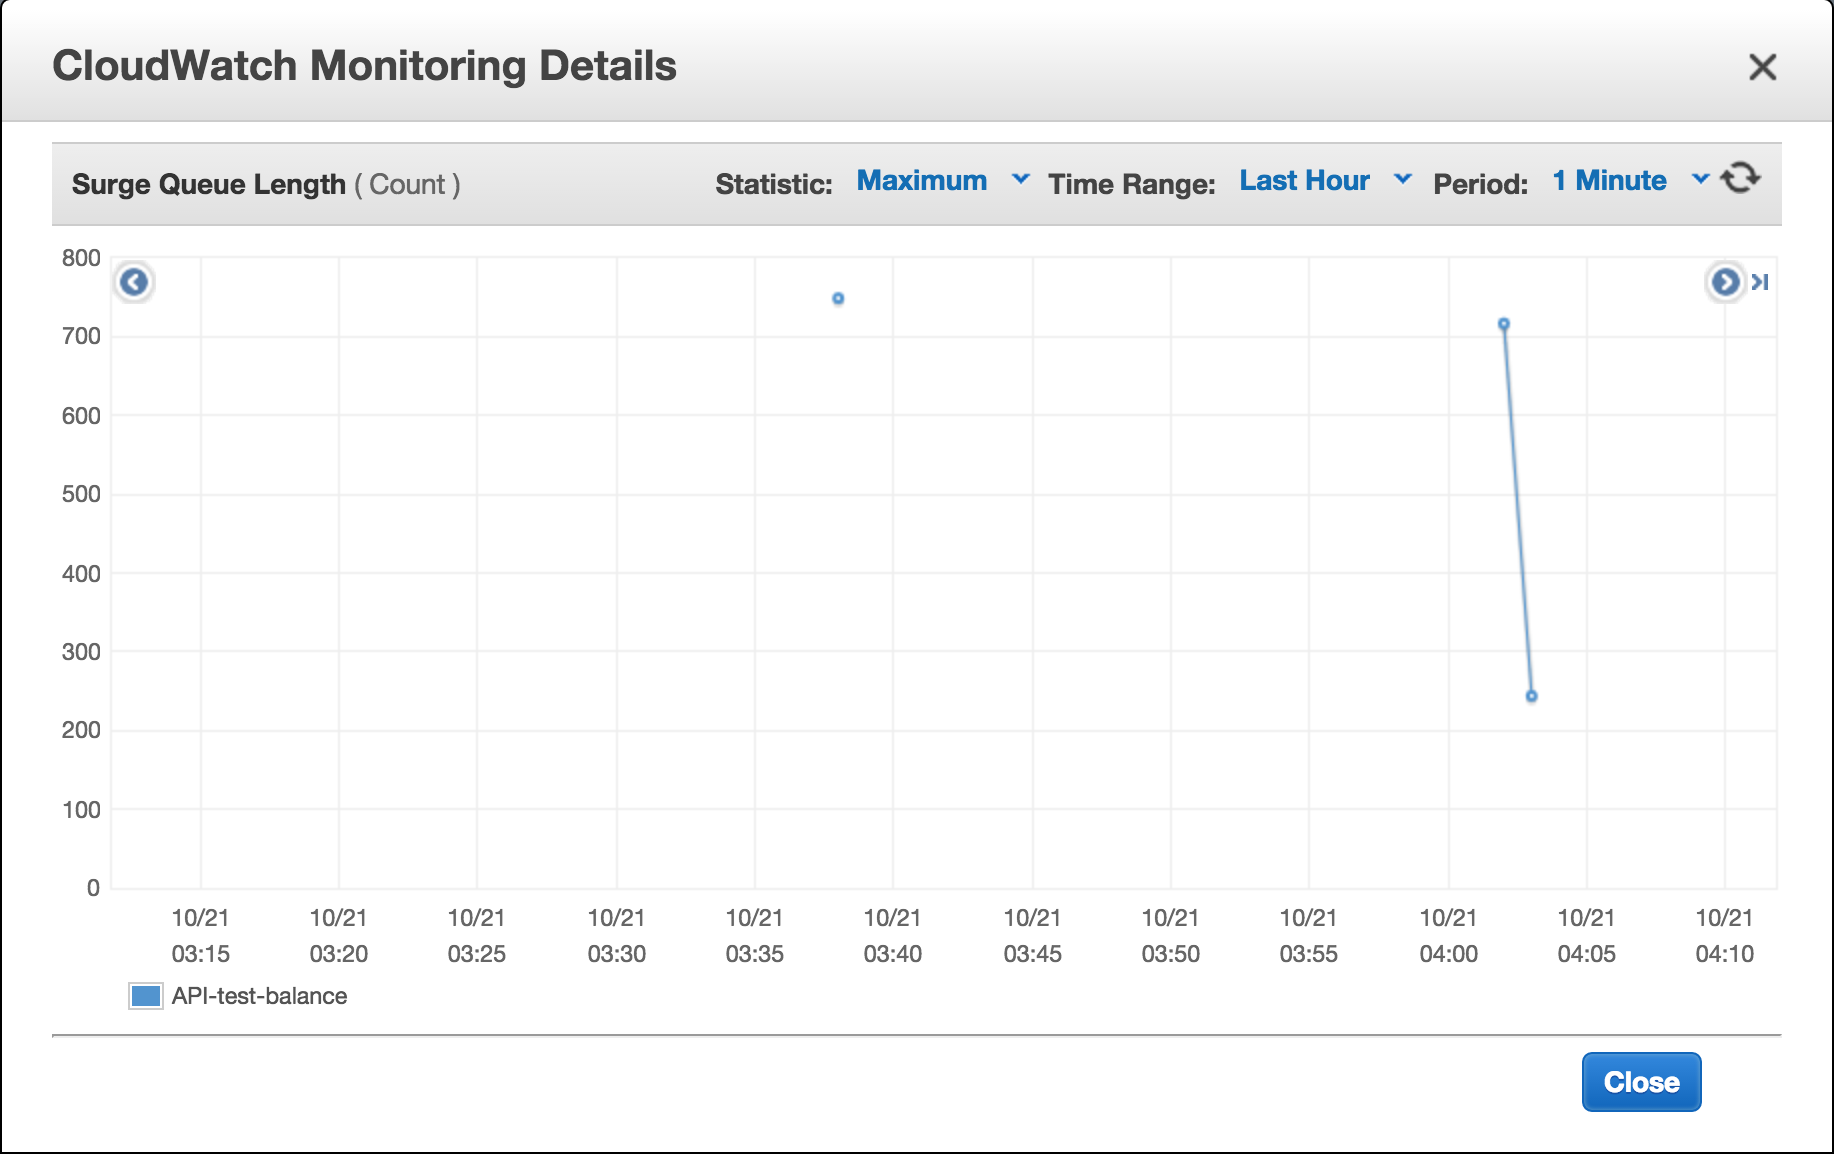 CloudWatch Monitoring Details
Surge Queue Length ( Count ) Statistic: Maximum Time Range: Last Hour Period: 1 Minute
800
700
600
500
400
300
200
100
0
10/21 10/21 10/21 10/21 10/21 10/21 10/21 10/21 10/21 10/21 10/21 10/21
03:15 03:20 03:25 03:30 03:35 03:40 03:45 03:50 03:55 04:00 04:05 04:10
API-test-balance
Close